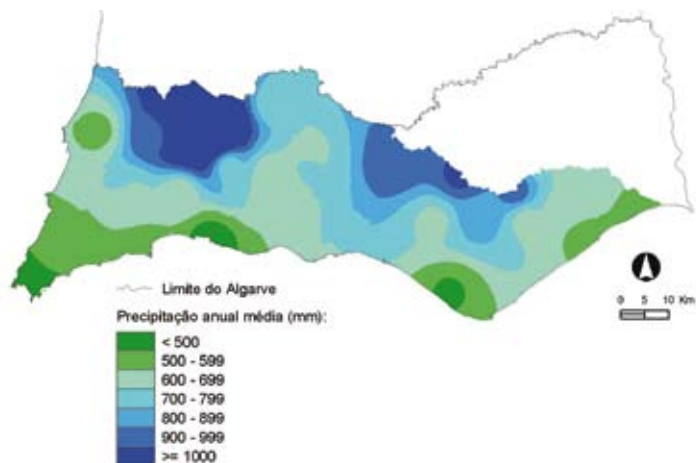 Limite do Algarve
0 5 10 Km
Precipitação anual média (mm):
< 500
500 - 599
600 - 699
700 - 799
800 - 899
900 - 999
>= 1000